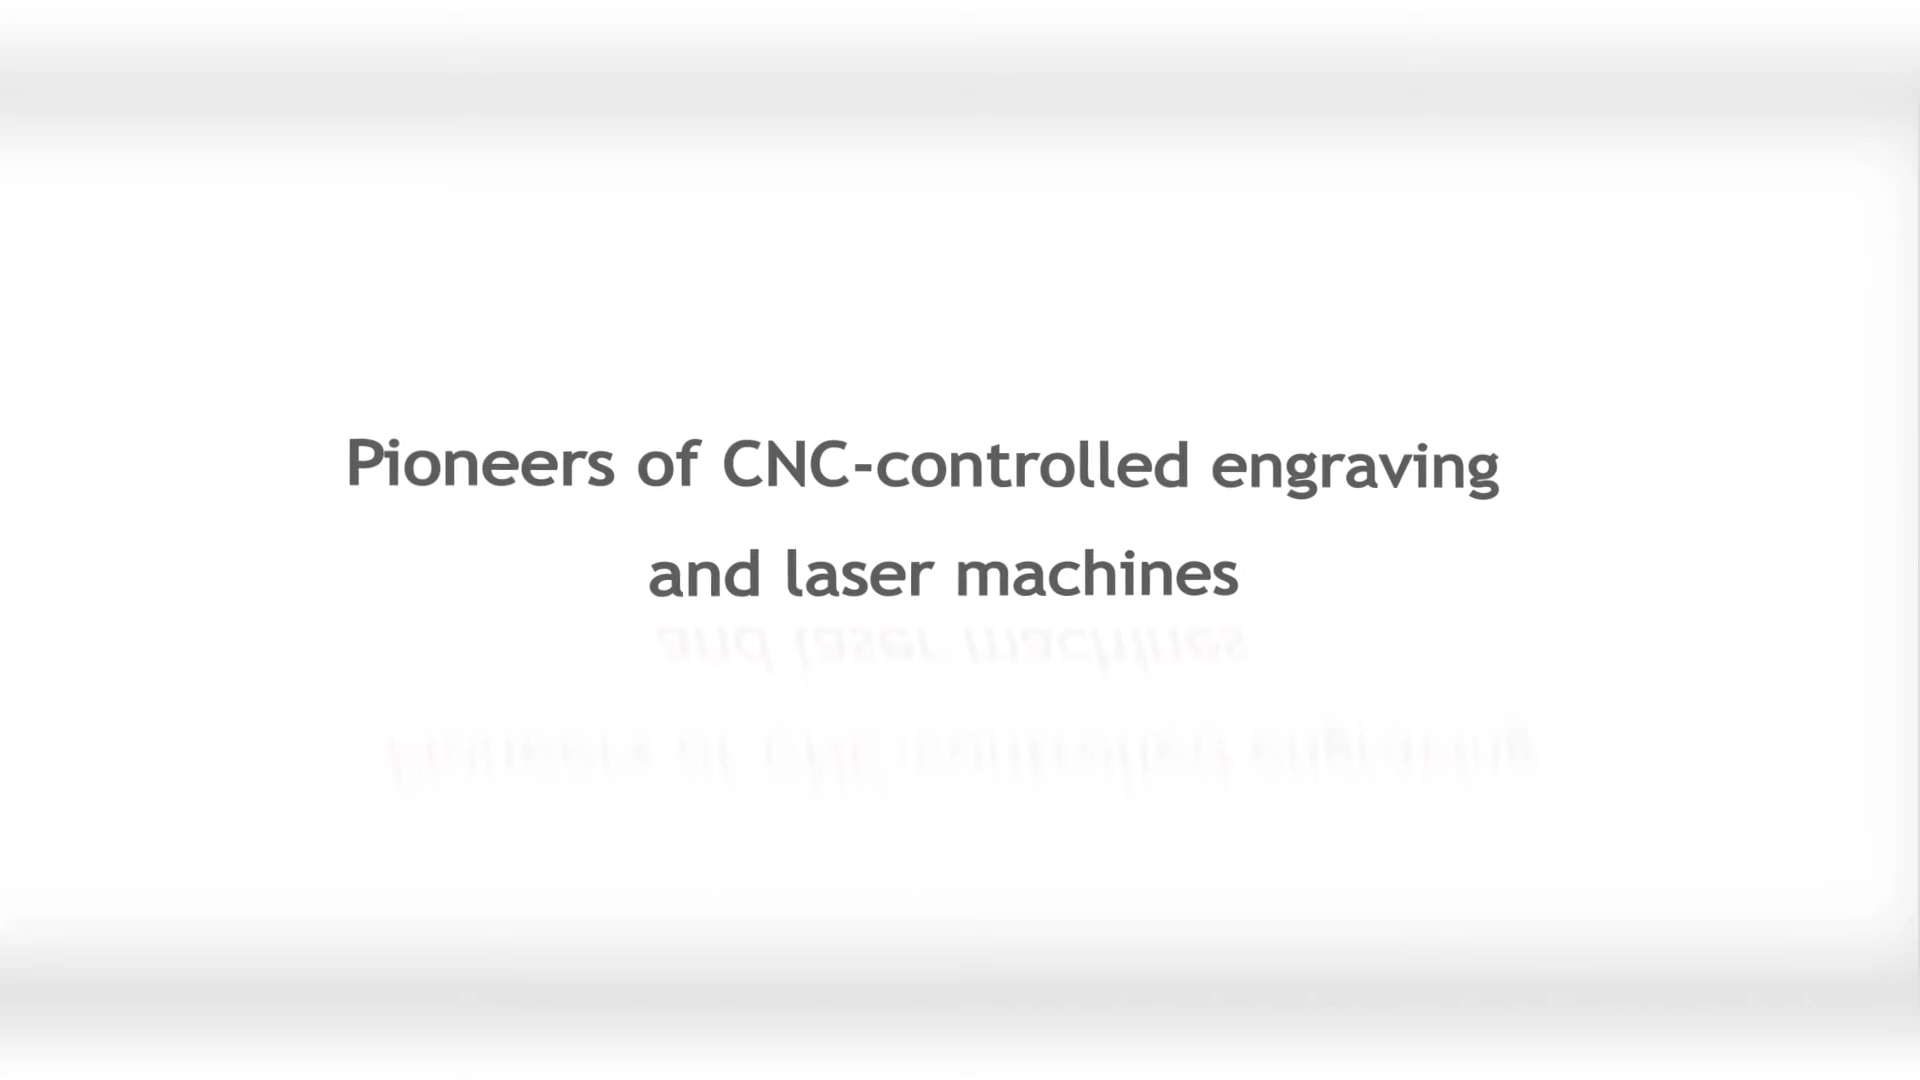 Pioneers of CNC-controlled engraving
and laser machines